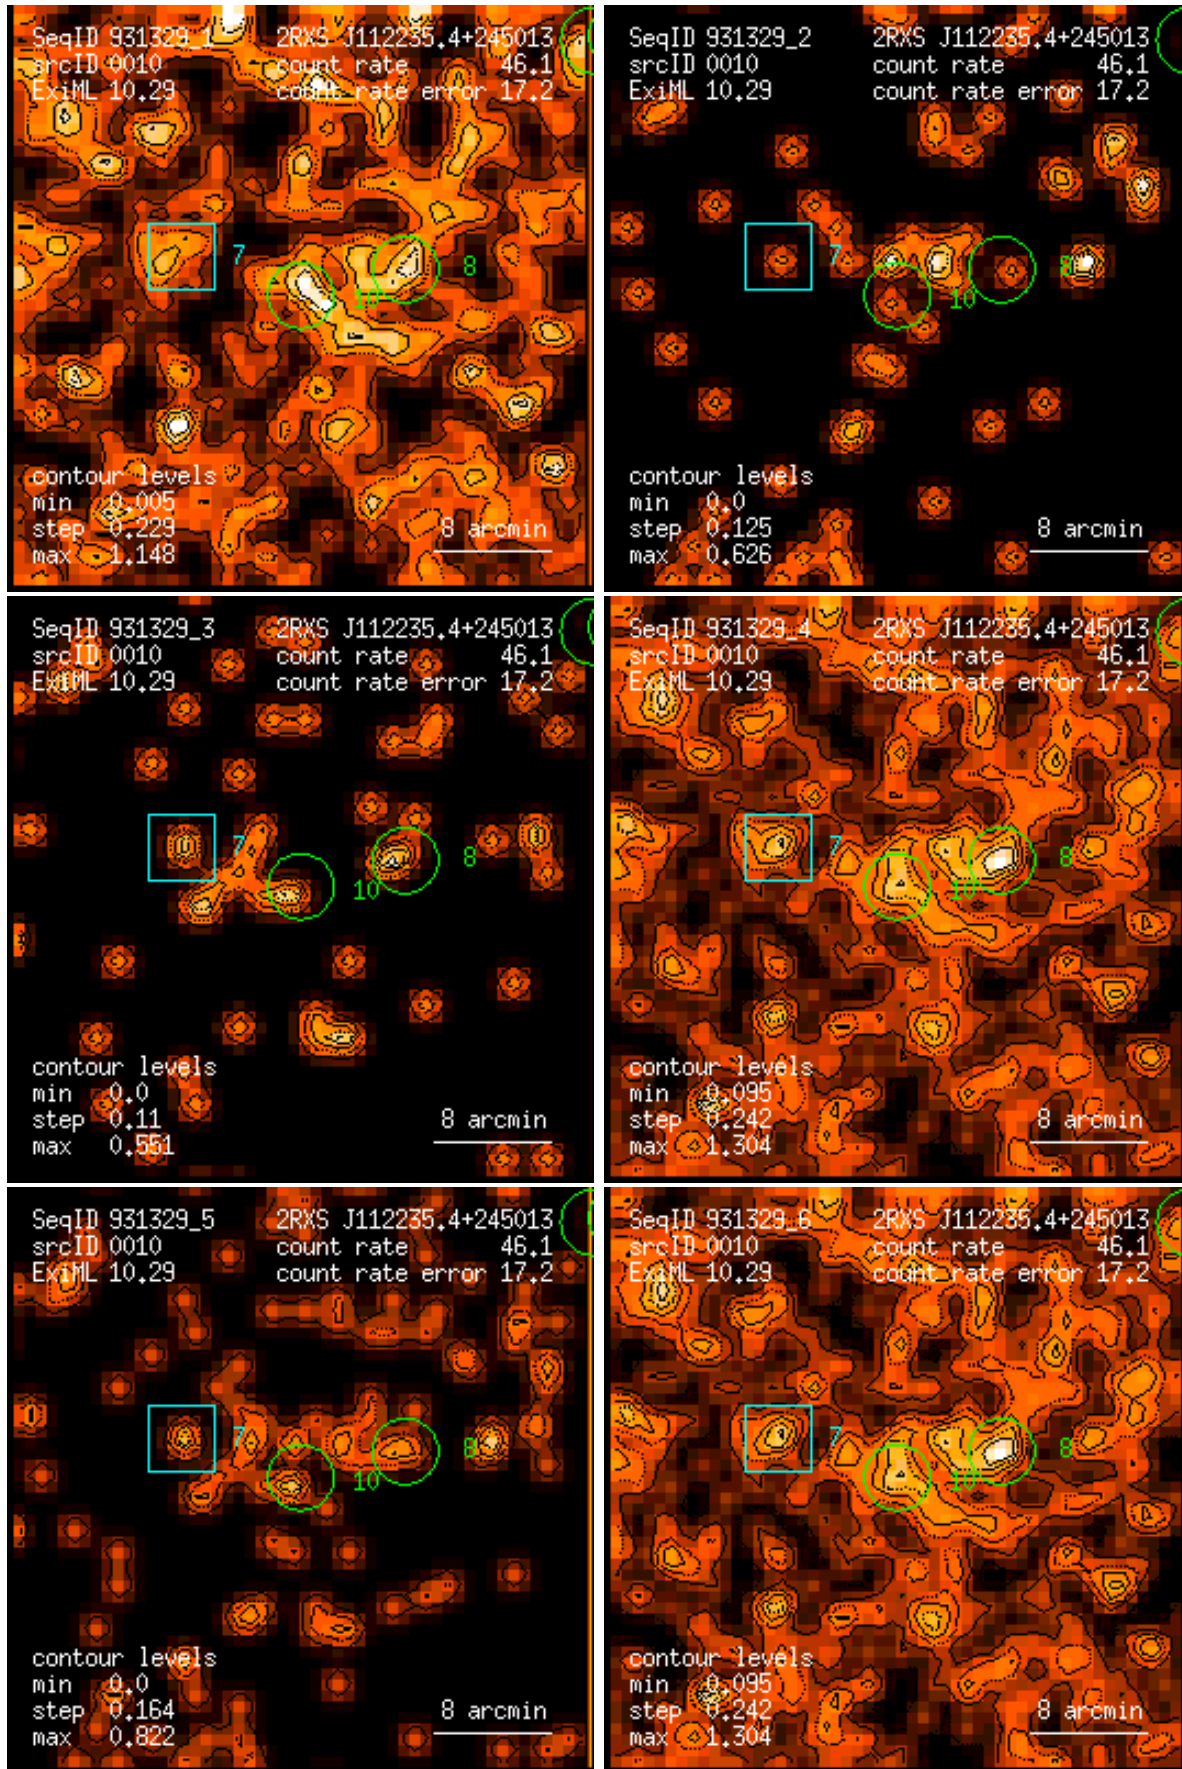 SeqID 931329_1 2RXS J112235.4+245013
srcID 0010 count rate 46.1
ExiML 10.29 count rate error 17.2
7
8
10
contour levels
min 0.005
step 0.229 8 arcmin
max 1.148
SeqID 931329_2 2RXS J112235.4+245013
srcID 0010 count rate 46.1
ExiML 10.29 count rate error 17.2
7
8
10
contour levels
min 0.0
step 0.125 8 arcmin
max 0.626
SeqID 931329_3 2RXS J112235.4+245013
srcID 0010 count rate 46.1
ExiML 10.29 count rate error 17.2
7
8
10
contour levels
min 0.0
step 0.11 8 arcmin
max 0.551
SeqID 931329_4 2RXS J112235.4+245013
srcID 0010 count rate 46.1
ExiML 10.29 count rate error 17.2
7
8
10
contour levels
min 0.095
step 0.242 8 arcmin
max 1.304
SeqID 931329_5 2RXS J112235.4+245013
srcID 0010 count rate 46.1
ExiML 10.29 count rate error 17.2
7
8
10
contour levels
min 0.0
step 0.164 8 arcmin
max 0.822
SeqID 931329_6 2RXS J112235.4+245013
srcID 0010 count rate 46.1
ExiML 10.29 count rate error 17.2
7
8
10
contour levels
min 0.095
step 0.242 8 arcmin
max 1.304